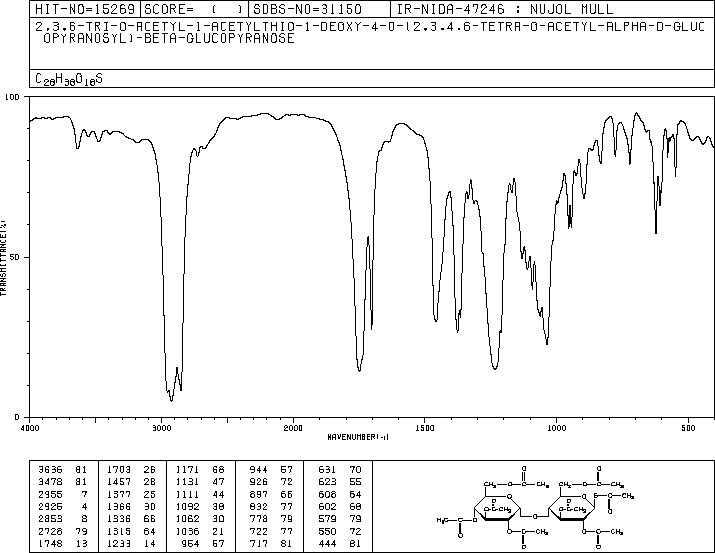 HIT-NO=15269 SCORE= ( ) SDBS-NO=31150 IR-NIDA-47246 : NUJOL MULL
2,3,6-TRI-O-ACETYL-1-ACETYLTHIO-1-DEOXY-4-O-(2,3,4,6-TETRA-O-ACETYL-ALPHA-D-GLUC
OPYRANOSYL)-BETA-GLUCOPYRANOSE
C28H38O18S
100
50
0
TRANSMITTANCE(%)
4000 3000 2000 1500 1000 500
WAVENUMBER(-1)
3636 81 1703 26 1171 68 944 57 631 70
3478 81 1457 28 1131 47 926 72 623 55
2955 7 1377 25 1111 44 897 66 608 64
2925 4 1366 30 1092 38 832 77 602 68
2853 8 1336 66 1062 30 778 79 579 79
2728 79 1315 64 1036 21 722 77 550 72
1748 13 1233 14 954 57 717 81 444 81